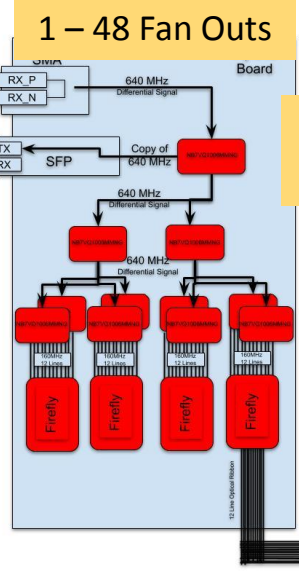 1 – 48 Fan Outs
SMA
Board
RX_P
RX_N
640 MHz
Differential Signal
TX
RX
SFP
Copy of
640 MHz
640 MHz
Differential Signal
640 MHz
Differential Signal
160MHz
12 Lines
160MHz
12 Lines
160MHz
12 Lines
160MHz
12 Lines
Firefly
Firefly
Firefly
Firefly
12 Line Optical Ribbon